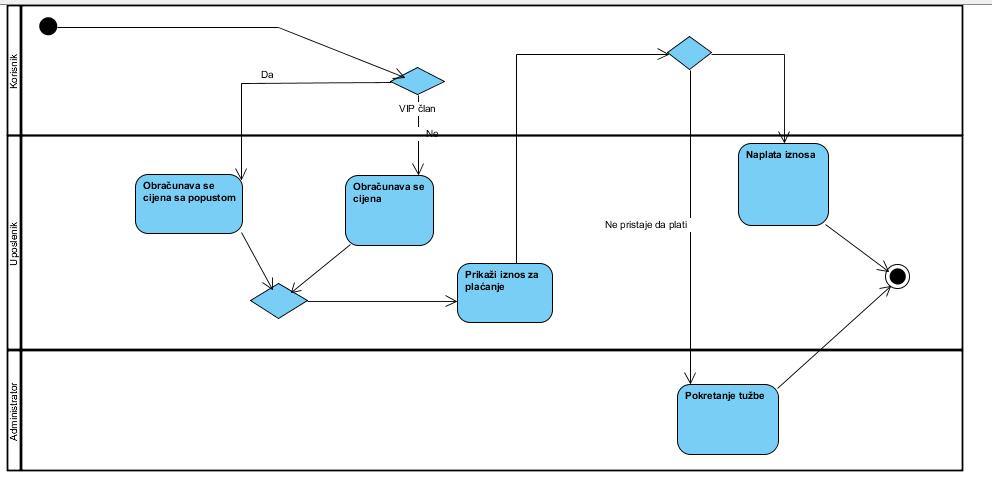 Korisnik
Da
VIP član
Ne
Uposlenik
Obračunava se
cijena sa popustom
Obračunava se
cijena
Prikaži iznos za
plaćanje
Ne pristaje da plati
Naplata iznosa
Administrator
Pokretanje tužbe